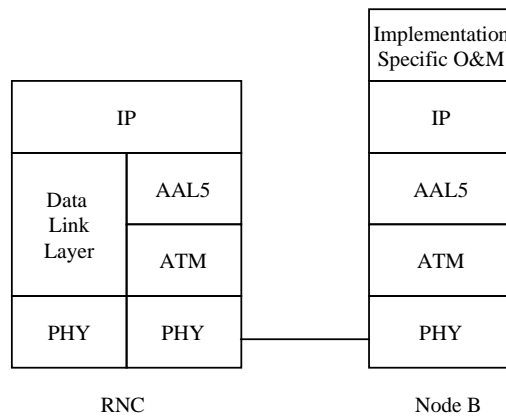 Implementation
Specific O&M
IP
IP
Data
Link
Layer
AAL5
AAL5
ATM
ATM
PHY
PHY
PHY
RNC
Node B